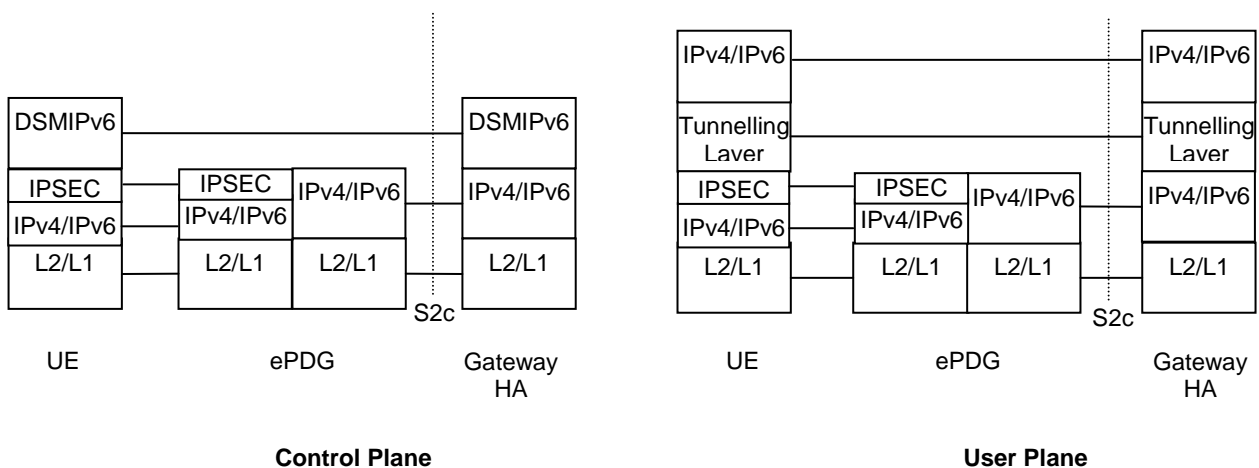 DSMIPv6
DSMIPv6
IPSEC
IPSEC
IPv4/IPv6
IPv4/IPv6
IPv4/IPv6
IPv4/IPv6
L2/L1
L2/L1
L2/L1
L2/L1
S2c
UE
ePDG
Gateway
HA
Control Plane
IPv4/IPv6
IPv4/IPv6
Tunnelling
Layer
Tunnelling
Layer
IPSEC
IPSEC
IPv4/IPv6
IPv4/IPv6
IPv4/IPv6
IPv4/IPv6
L2/L1
L2/L1
L2/L1
L2/L1
S2c
UE
ePDG
Gateway
HA
User Plane